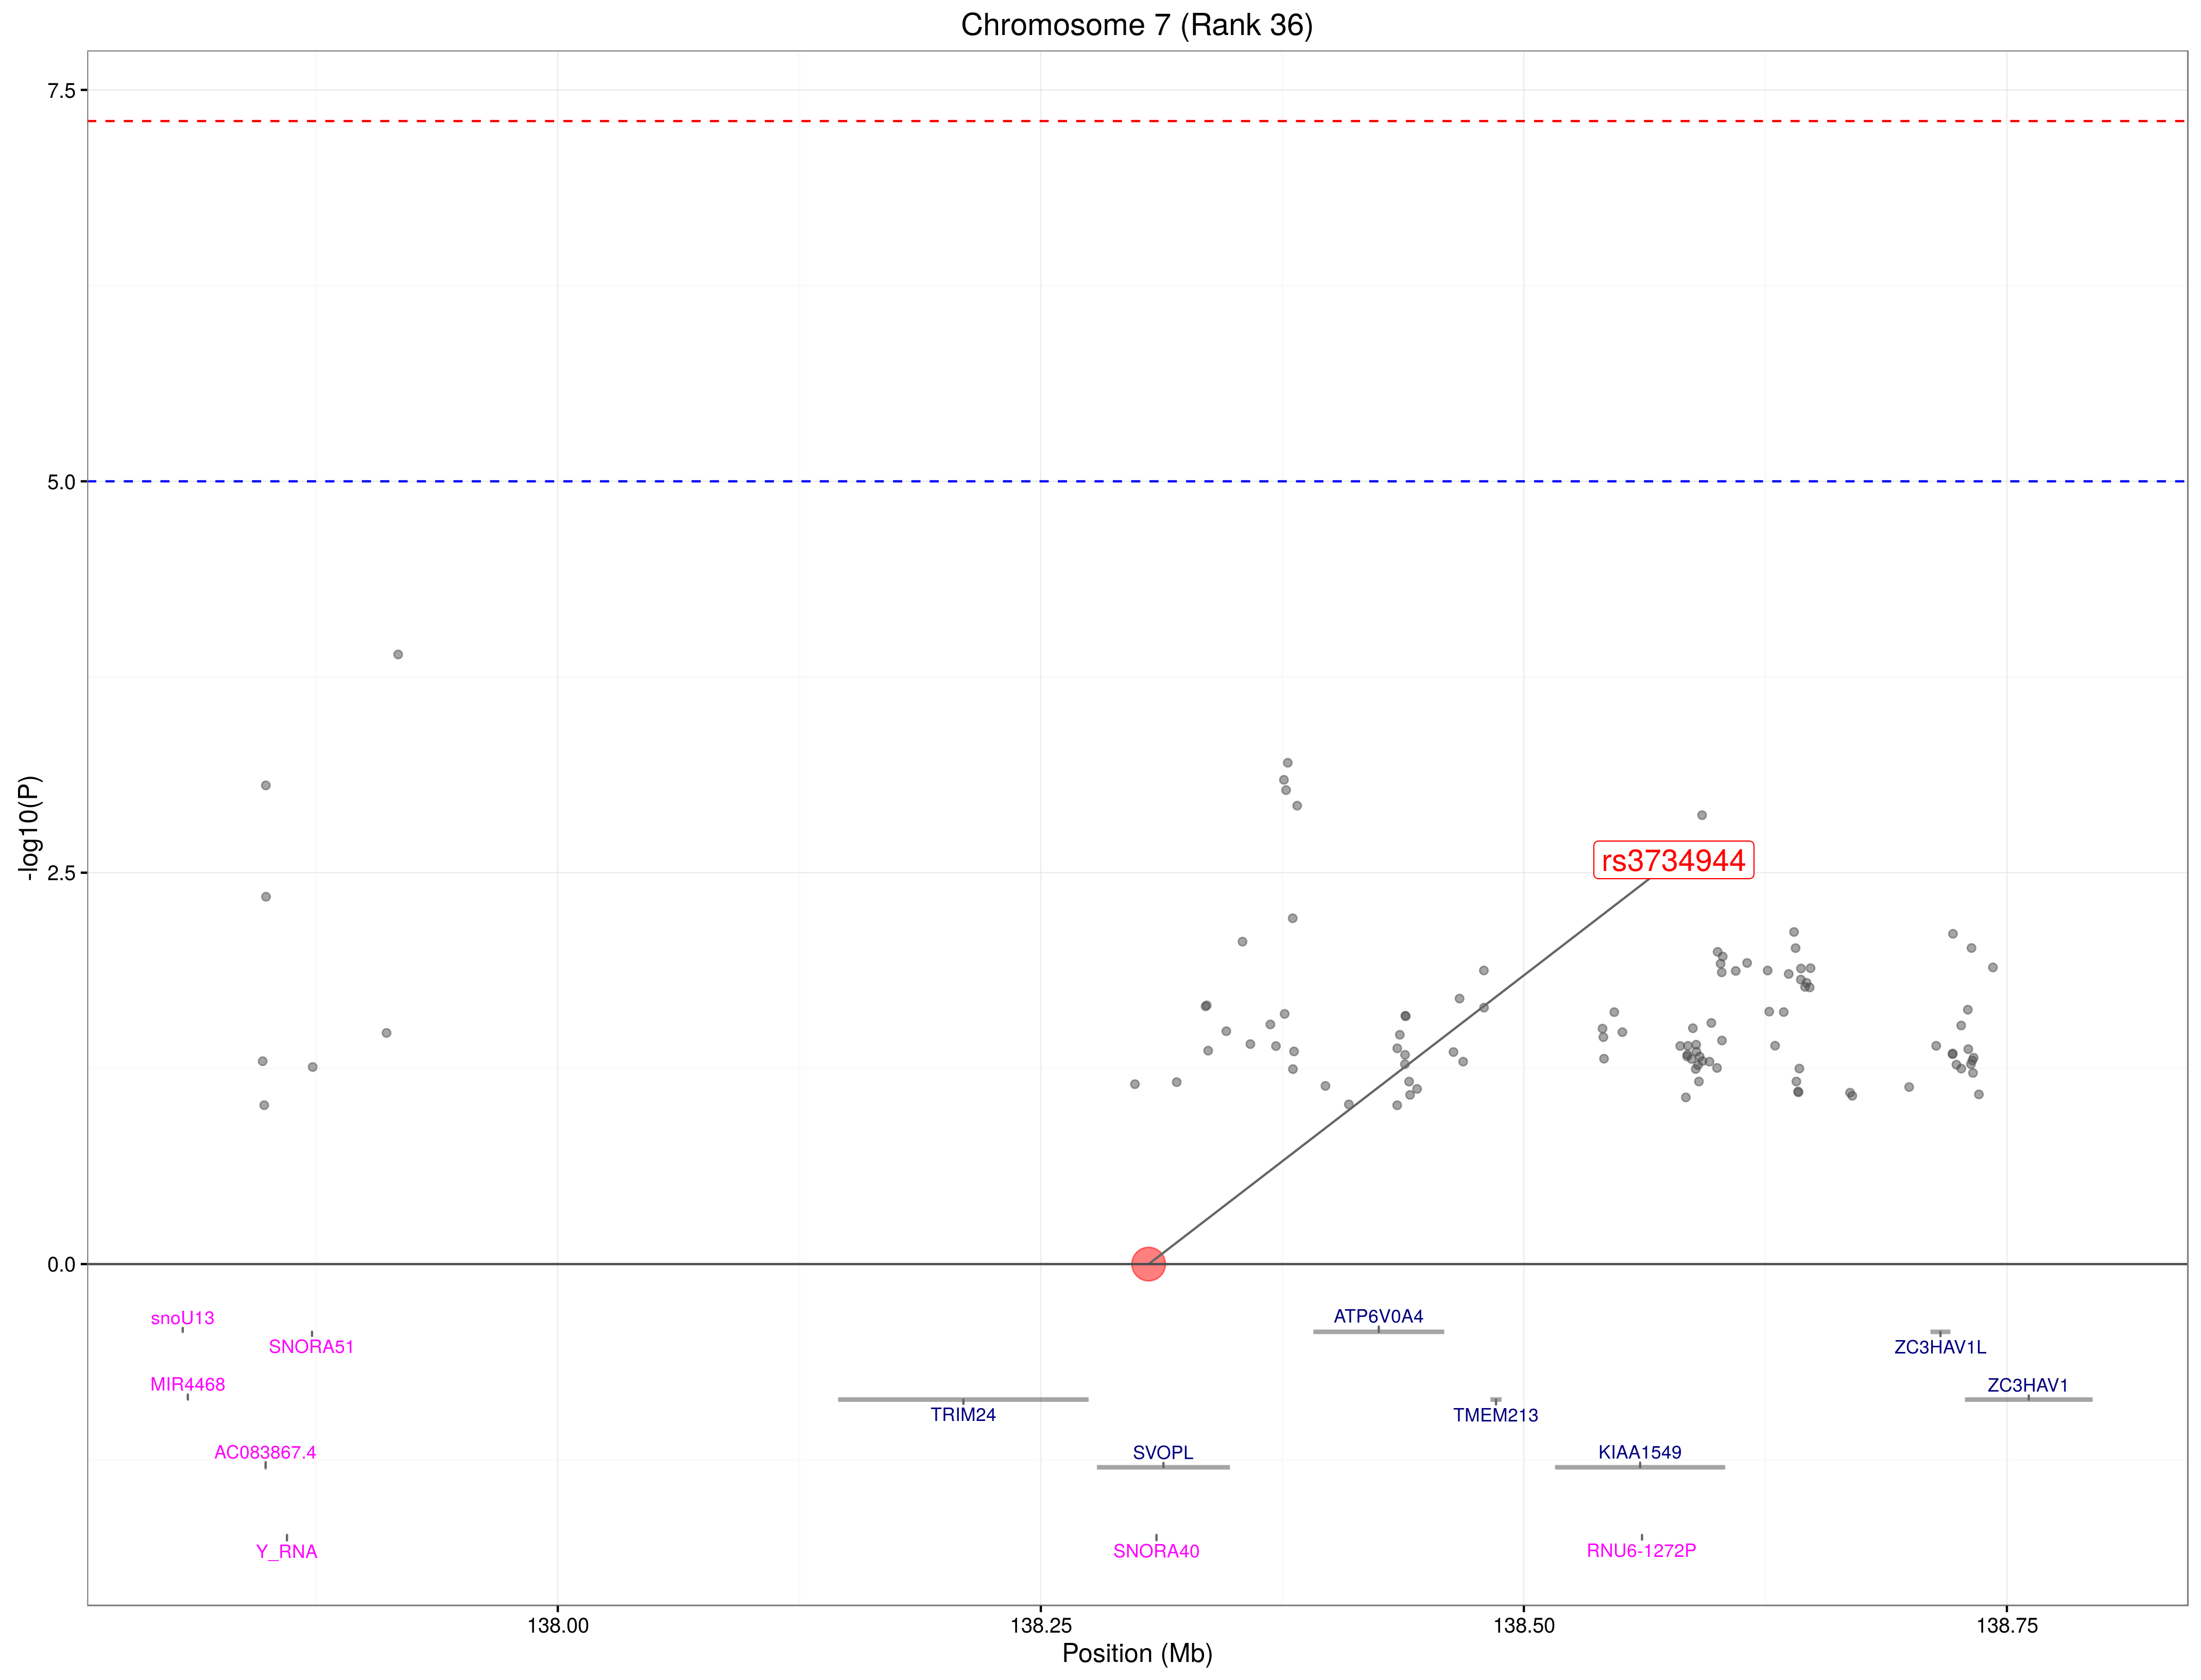 Chromosome 7 (Rank 36)
7.5
5.0
2.5
0.0
-log10(P)
rs3734944
snoU13
ATP6V0A4
SNORA51
ZC3HAV1L
MIR4468
ZC3HAV1
TRIM24
TMEM213
AC083867.4
SVOPL
KIAA1549
Y_RNA
SNORA40
RNU6-1272P
138.00
138.25
138.50
138.75
Position (Mb)